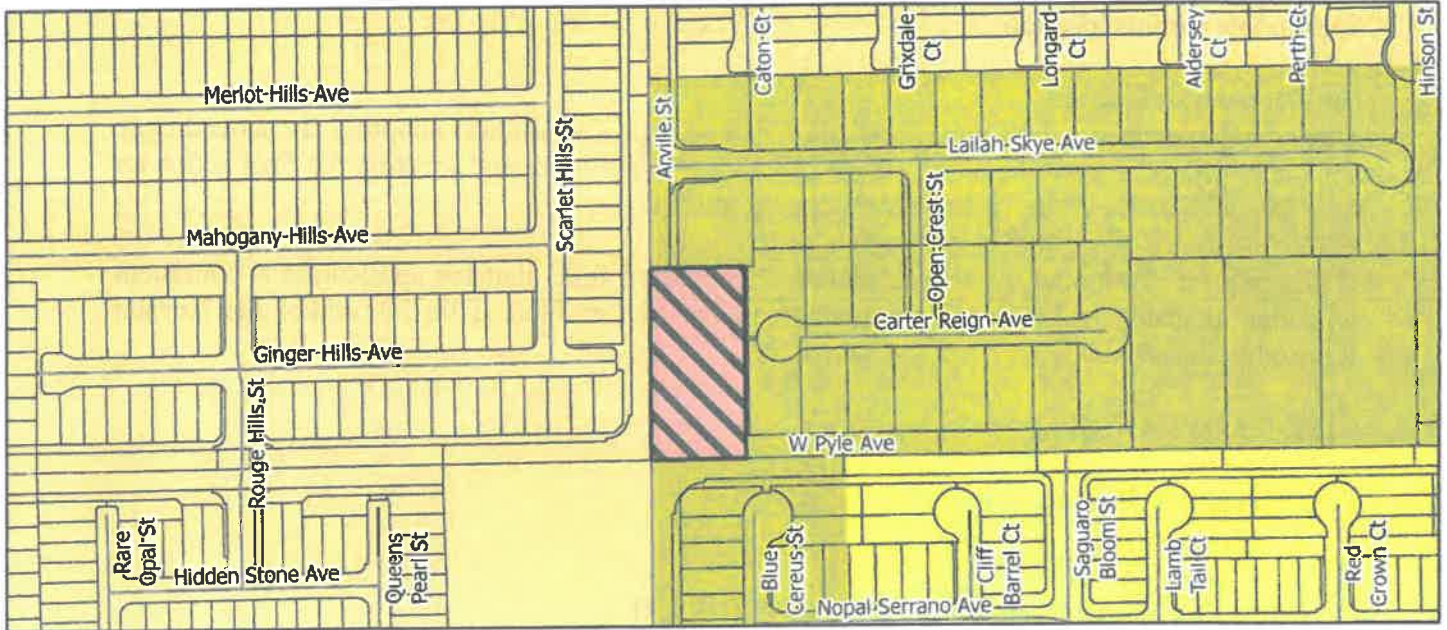 Merlot-Hills-Ave
Scarlet Hills-St
Mahogany-Hills-Ave
Ginger-Hills-Ave
Rouge Hills St
Rare
Opal St
Hidden Stone Ave
Queens
Pearl St
Arville St
Caton Ct
Grixdale
Ct
Longard
Ct
Aldersey
Ct
Perth Ct
Hinson St
Lailah Skye Ave
Open Crest St
Carter Reign Ave
W Pyle Ave
Blue
Cereus St
Cliff
Barrel Ct
Saguaro
Bloom St
Lamb
Tail Ct
Red
Crown Ct
Nopal Serrano Ave